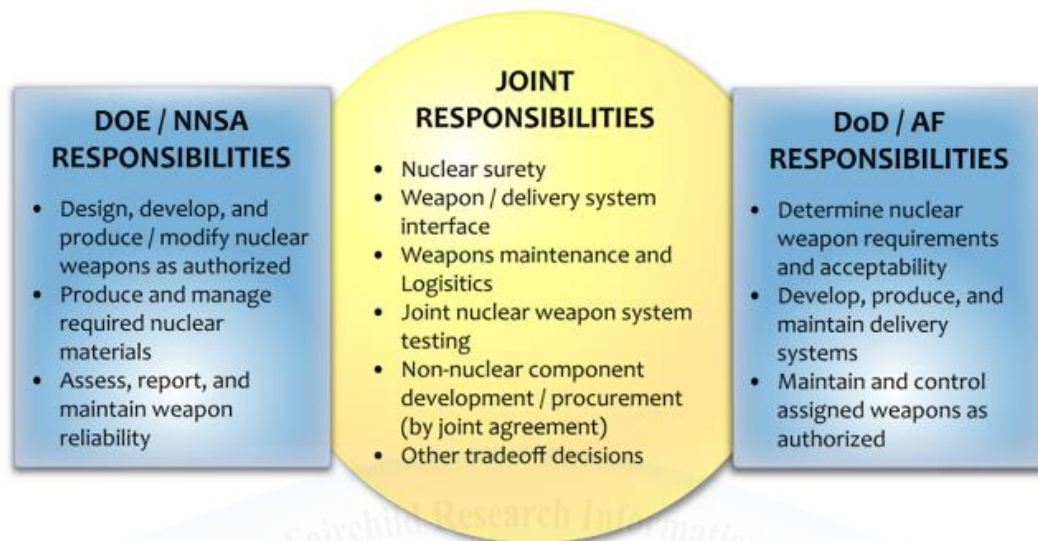 DOE / NNSA
RESPONSIBILITIES
• Design, develop, and
produce / modify nuclear
weapons as authorized
• Produce and manage
required nuclear
materials
• Assess, report, and
maintain weapon
reliability
JOINT
RESPONSIBILITIES
• Nuclear surety
• Weapon / delivery system
interface
• Weapons maintenance and
Logisitics
• Joint nuclear weapon system
testing
• Non-nuclear component
development / procurement
(by joint agreement)
• Other tradeoff decisions
DoD / AF
RESPONSIBILITIES
• Determine nuclear
weapon requirements
and acceptability
• Develop, produce, and
maintain delivery
systems
• Maintain and control
assigned weapons as
authorized
Fairchild Research